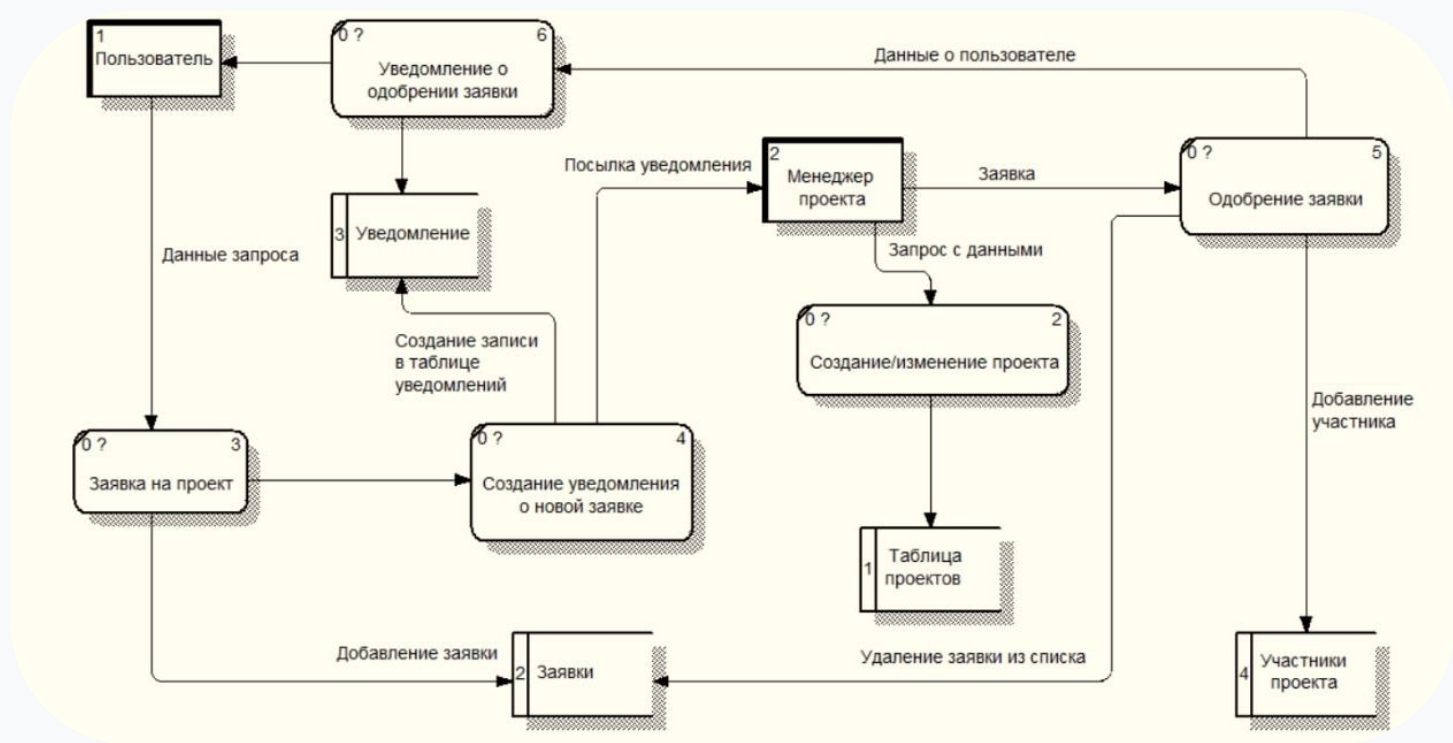 1
Пользователь
0 ?
6
Уведомление о
одобрении заявки
Данные о пользователе
Посылка уведомления
2
Менеджер
проекта
Заявка
0 ?
5
Одобрение заявки
3
Уведомление
Данные запроса
Запрос с данными
0 ?
2
Создание/изменение проекта
Создание записи
в таблице
уведомлений
Добавление
участника
0 ?
3
Заявка на проект
0 ?
4
Создание уведомления
о новой заявке
1
Таблица
проектов
Добавление заявки
2
Заявки
Удаление заявки из списка
4
Участники
проекта